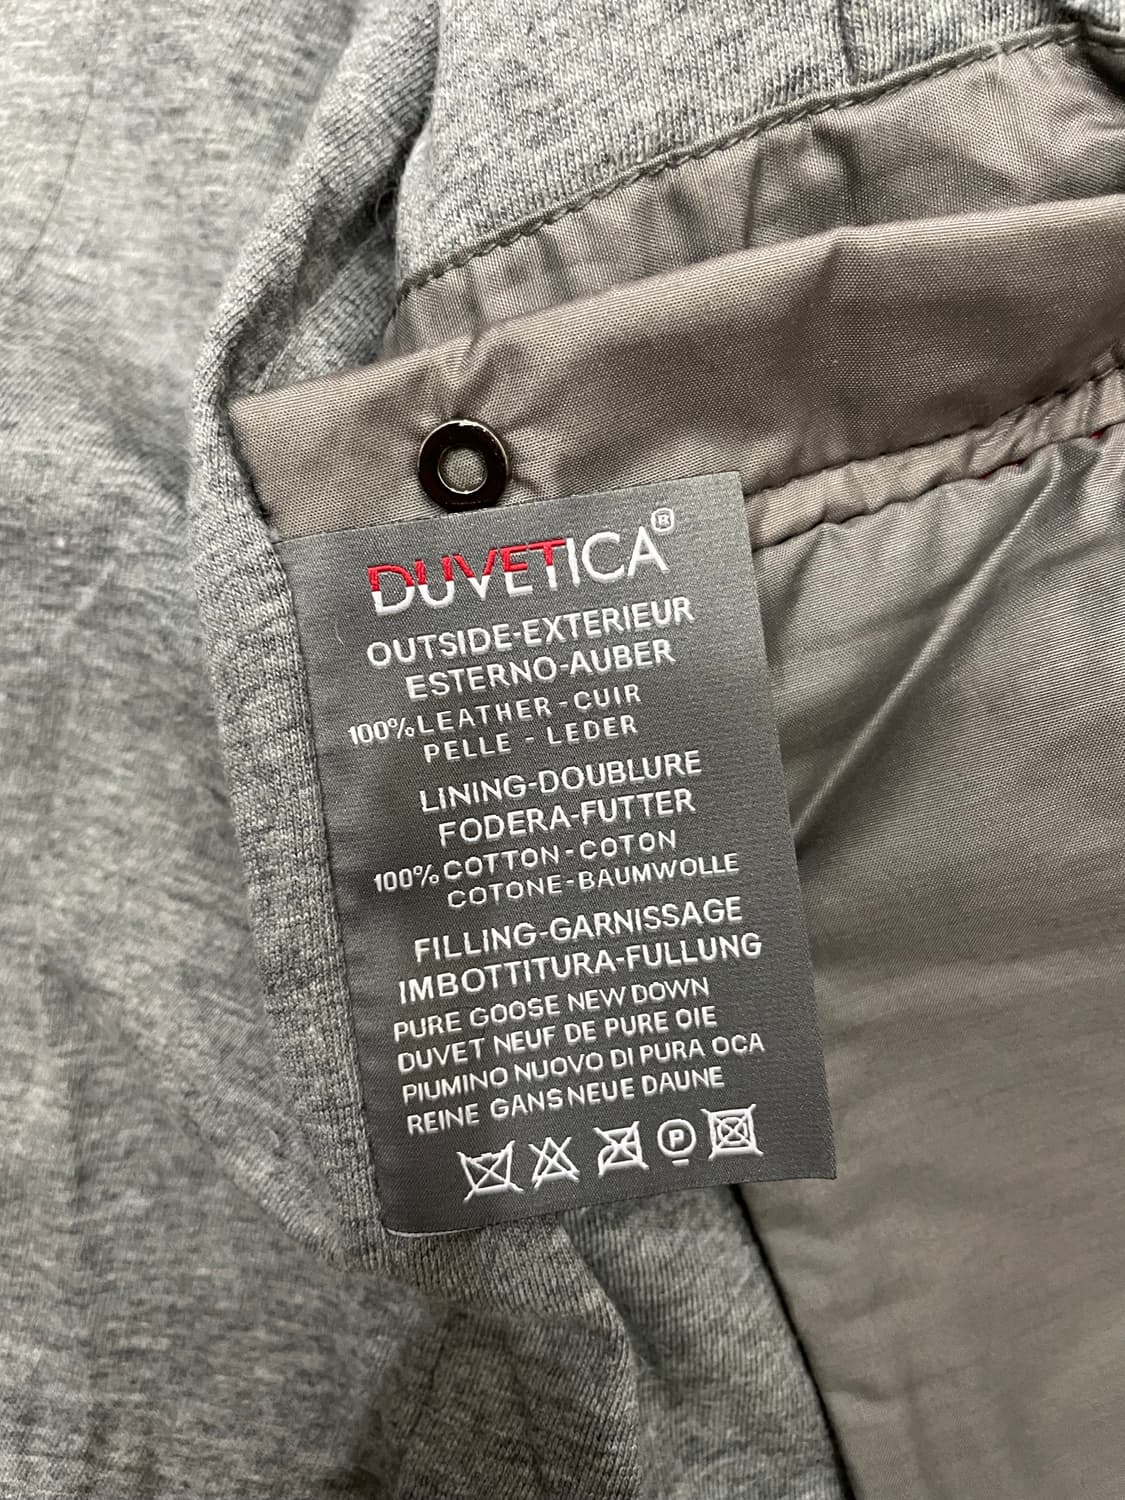 DUVETICA®
OUTSIDE-EXTERIEUR
ESTERNO-AUBER
100% LEATHER - CUIR
PELLE - LEDER
LINING-DOUBLURE
FODERA-FUTTER
100% COTTON - COTON
COTONE-BAUMWOLLE
FILLING-GARNISSAGE
IMBOTTITURA-FULLUNG
PURE GOOSE NEW DOWN
DUVET NEUF DE PURE OIE
PIUMINO NUOVO DI PURA OCA
REINE GANS NEUE DAUNE
P